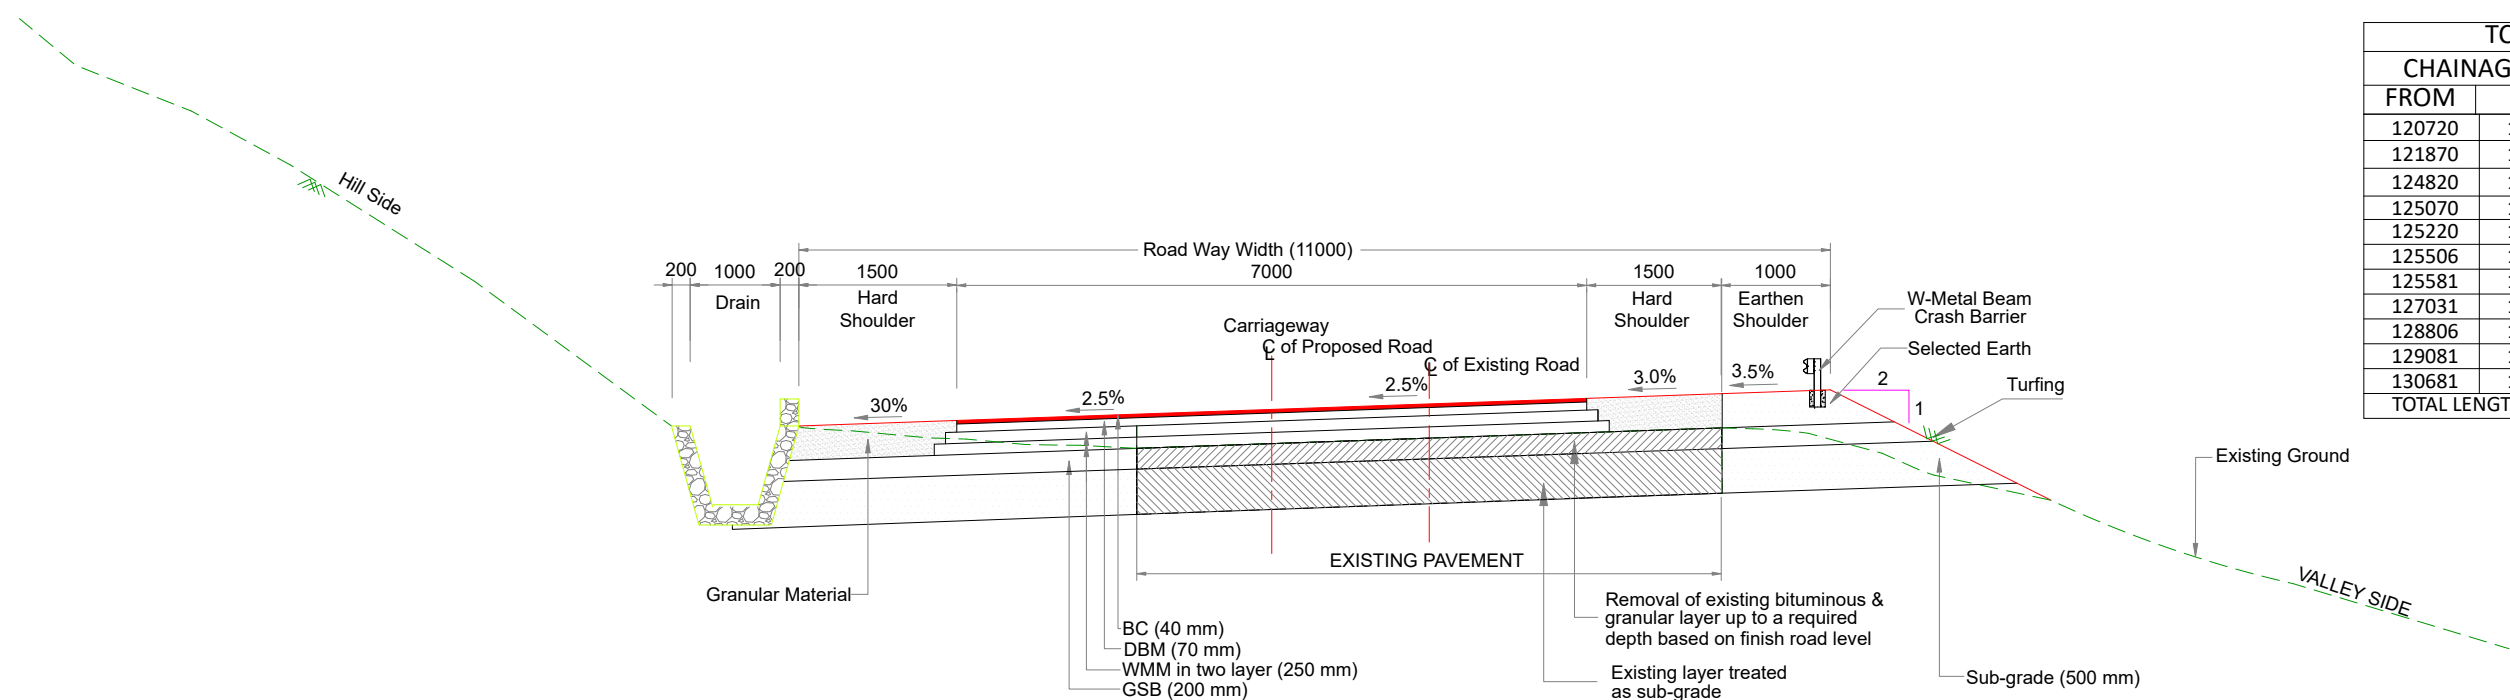 Hill Side
Road Way Width (11000)
200
1000
200
1500
7000
1500
1000
Drain
Hard
Shoulder
Hard
Shoulder
Earthen
Shoulder
Carriageway
C
L of Proposed Road
C
L of Existing Road
W-Metal Beam
Crash Barrier
Selected Earth
Turfing
2
1
30%
2.5%
2.5%
3.0%
3.5%
Existing Ground
VALLEY SIDE
EXISTING PAVEMENT
Granular Material
BC (40 mm)
DBM (70 mm)
WMM in two layer (250 mm)
GSB (200 mm)
Removal of existing bituminous &
granular layer up to a required
depth based on finish road level
Existing layer treated
as sub-grade
Sub-grade (500 mm)
CHAINAG
FROM
120720
121870
124820
125070
125220
125506
125581
127031
128806
129081
130681
TOTAL LENGT